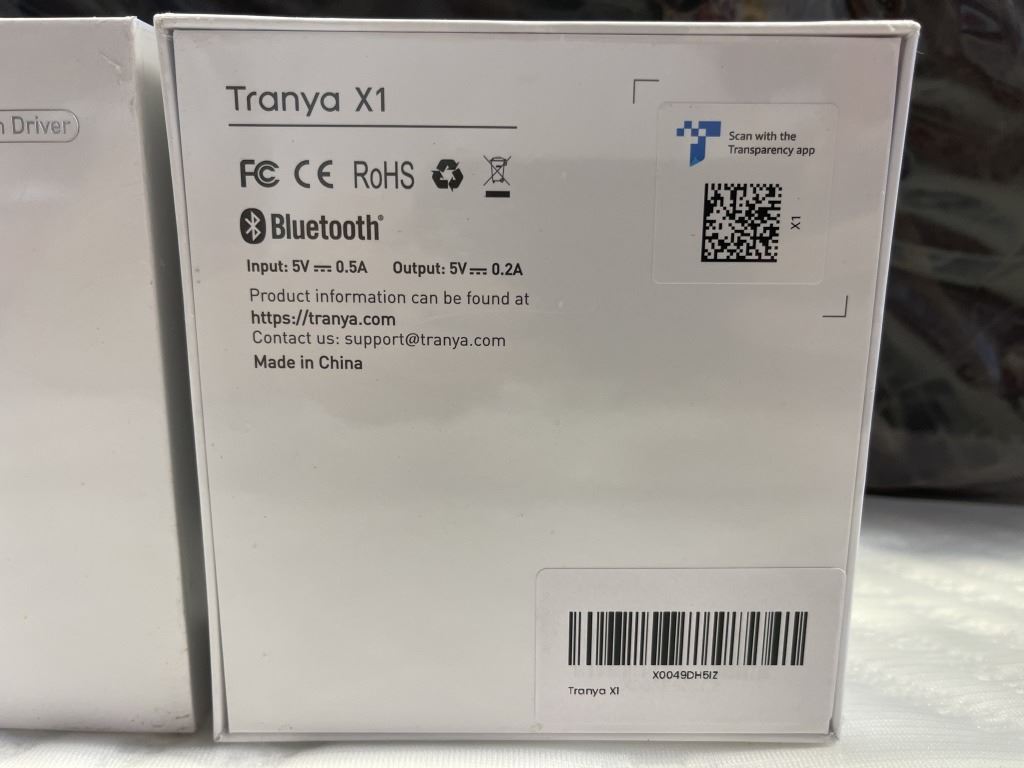 n Driver
Tranya X1
FC CE RoHS
Bluetooth®
Input: 5V ⎓ 0.5A Output: 5V ⎓ 0.2A
Product information can be found at
https://tranya.com
Contact us: support@tranya.com
Made in China
Scan with the
Transparency app
X1
X0049DH5IZ
Tranya X1